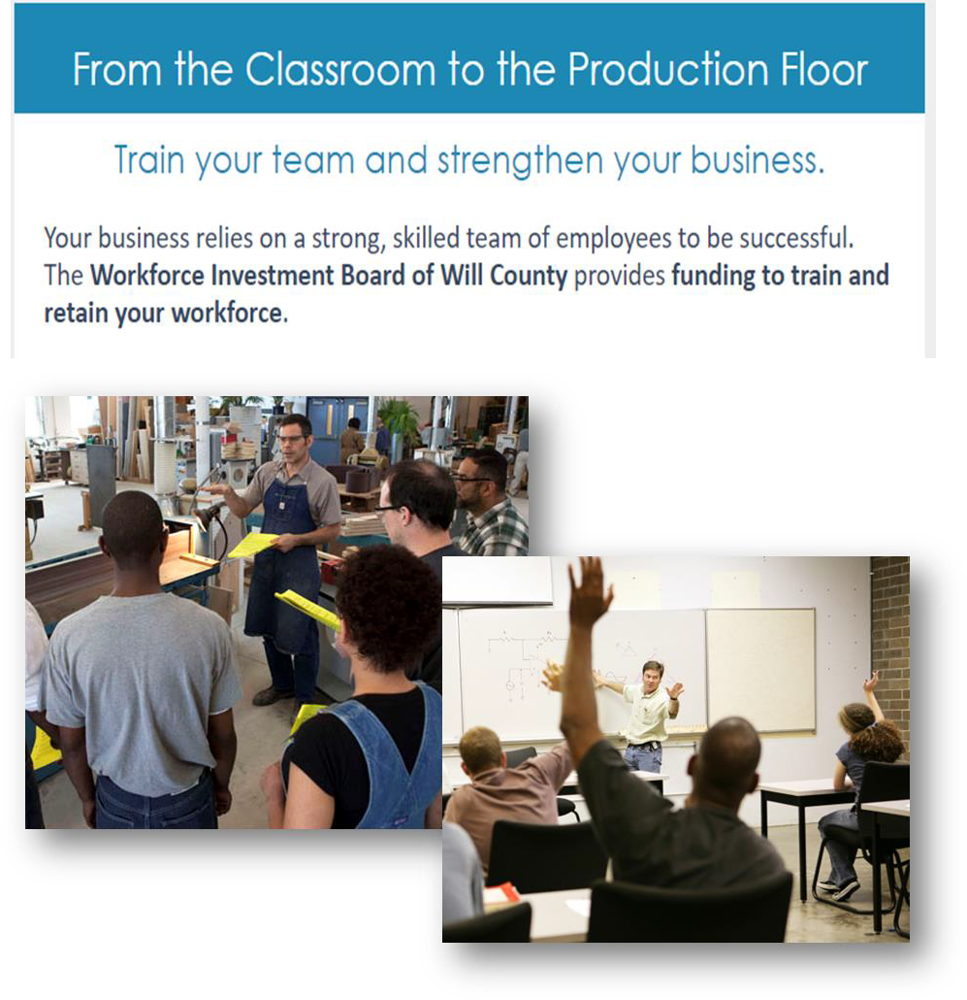 From the Classroom to the Production Floor
Train your team and strengthen your business.
Your business relies on a strong, skilled team of employees to be successful.
The Workforce Investment Board of Will County provides funding to train and
retain your workforce.